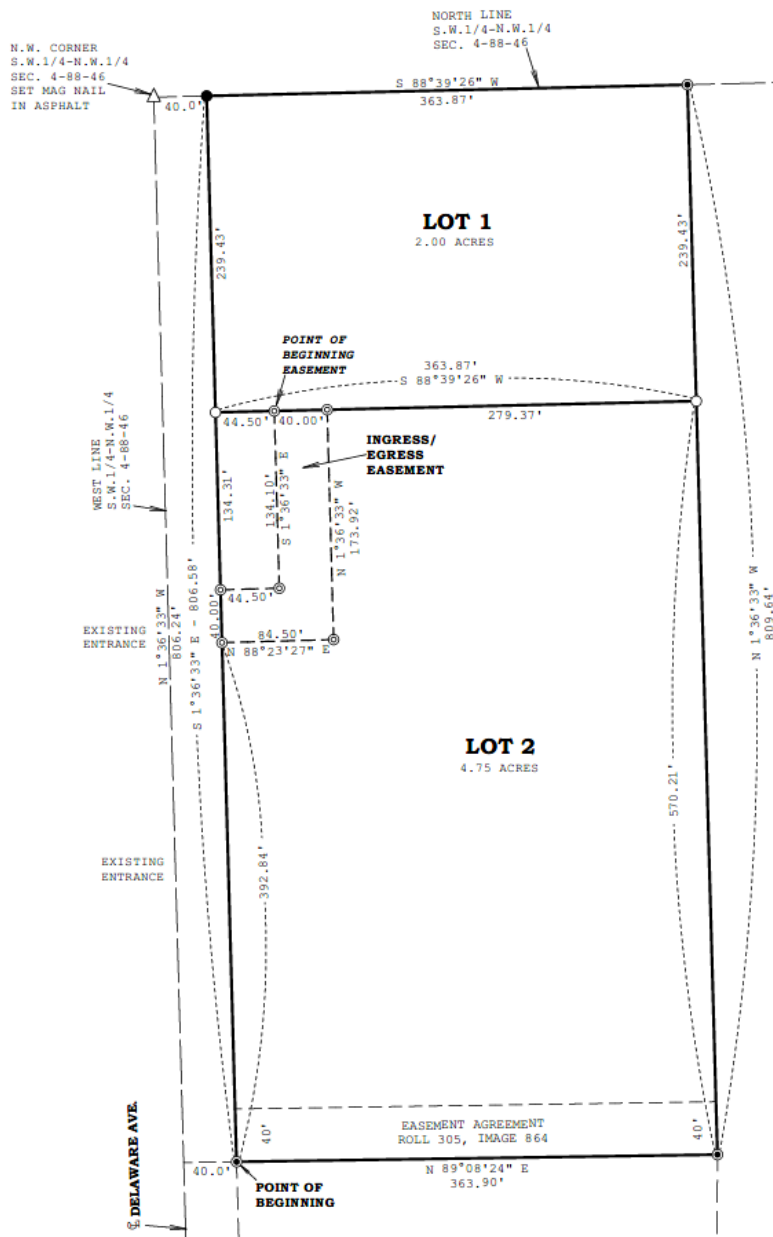 NORTH LINE
S.W.1/4-N.W.1/4
SEC. 4-88-46
N.W. CORNER
S.W.1/4-N.W.1/4
SEC. 4-88-46
SET MAG NAIL
IN ASPHALT
40.0'
S 88°39'26" W
363.87'
LOT 1
2.00 ACRES
239.43'
239.43'
POINT OF
BEGINNING
EASEMENT
363.87'
S 88°39'26" W
44.50'
40.00'
279.37'
INGRESS/
EGRESS
EASEMENT
WEST LINE
S.W.1/4-N.W.1/4
SEC. 4-88-46
134.31'
134.10'
S 1°36'33" E
N 1°36'33" W
173.92'
44.50'
40.00'
84.50'
N 88°23'27" E
EXISTING
ENTRANCE
N 1°36'33" W
806.24'
S 1°36'33" E - 806.58'
N 1°36'33" W
809.64'
LOT 2
4.75 ACRES
570.21'
392.84'
EXISTING
ENTRANCE
40'
EASEMENT AGREEMENT
ROLL 305, IMAGE 864
40'
40.0'
N 89°08'24" E
363.90'
POINT OF
BEGINNING
℄ DELAWARE AVE.